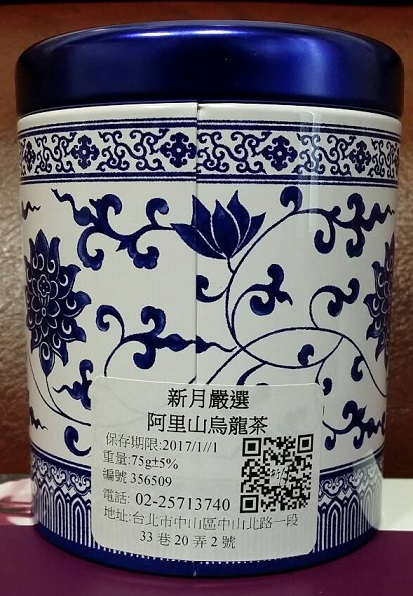 新月嚴選
阿里山烏龍茶
保存期限:2017/1//1
重量:75g±5%
編號 356509
電話: 02-25713740
地址:台北市中山區中山北路一段
33 巷 20 弄 2 號